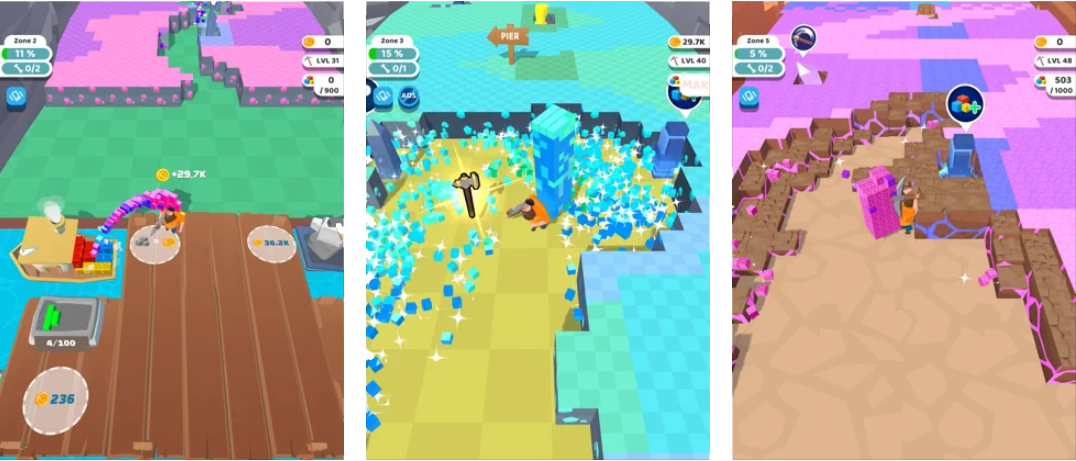 Zone 2
11 %
0/2
0
LVL 31
0
/ 900
+29,7K
36.2K
4/100
236
Zone 3
15 %
0/1
ADS
PIER
29.7K
LVL 40
MAX
Zone 5
5 %
0/2
0
LVL 48
503
/ 1000